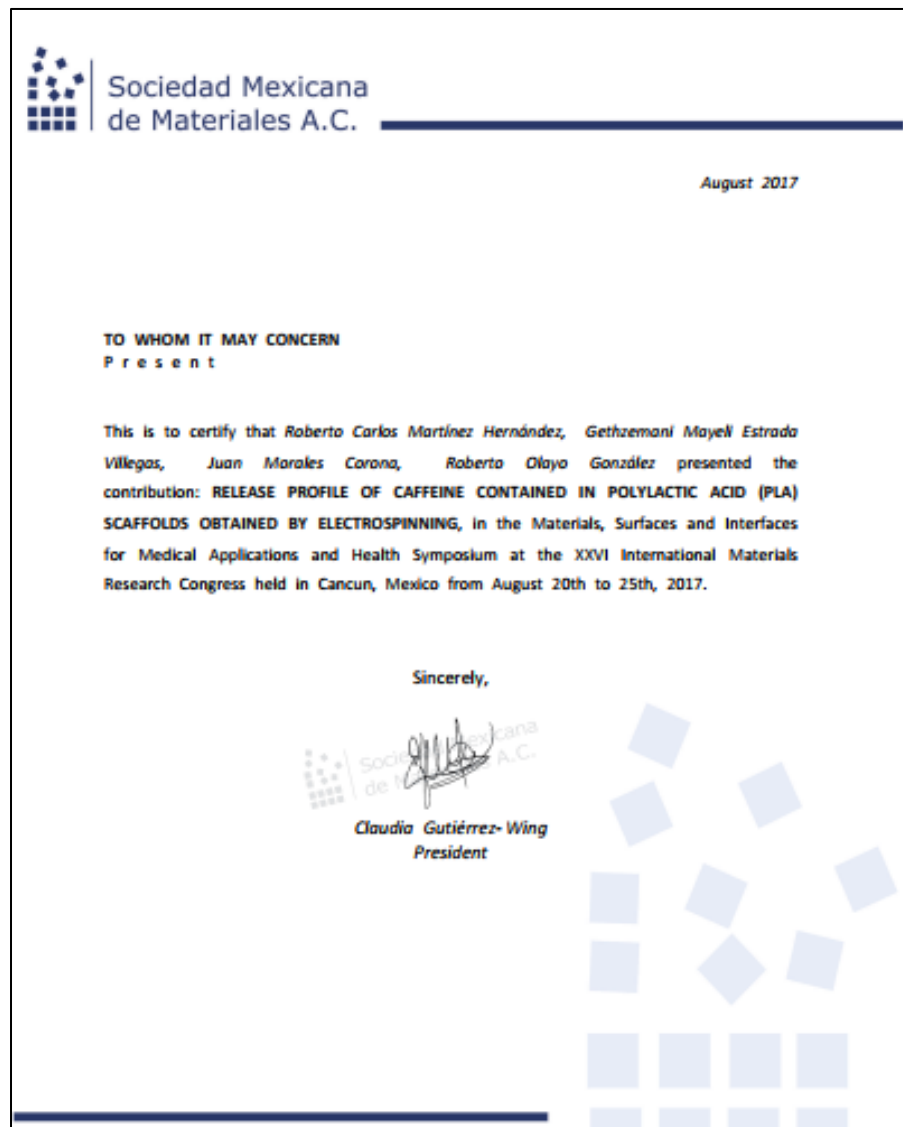 Sociedad Mexicana
de Materiales A.C.
August 2017
TO WHOM IT MAY CONCERN
P r e s e n t
This is to certify that Roberto Carlos Martínez Hernández, Gethzemani Mayeli Estrada
Villegas, Juan Morales Corona, Roberto Olayo González presented the
contribution: RELEASE PROFILE OF CAFFEINE CONTAINED IN POLYLACTIC ACID (PLA)
SCAFFOLDS OBTAINED BY ELECTROSPINNING, in the Materials, Surfaces and Interfaces
for Medical Applications and Health Symposium at the XXVI International Materials
Research Congress held in Cancun, Mexico from August 20th to 25th, 2017.
Sincerely,
Claudia Gutiérrez-Wing
President